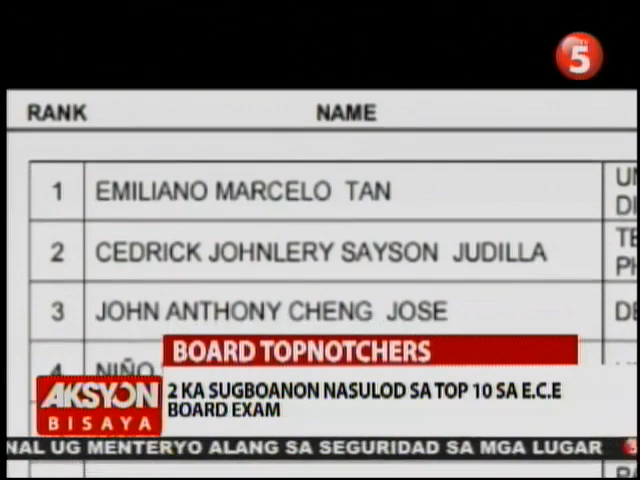 5
RANK NAME
1 EMILIANO MARCELO TAN
2 CEDRICK JOHNLERY SAYSON JUDILLA
3 JOHN ANTHONY CHENG JOSE
4 NIÑO
BOARD TOPNOTCHERS
AKSYON
BISAYA
2 KA SUGBOANON NASULOD SA TOP 10 SA E.C.E
BOARD EXAM
UG MENTERYO ALANG SA SEGURIDAD SA MGA LUGAR